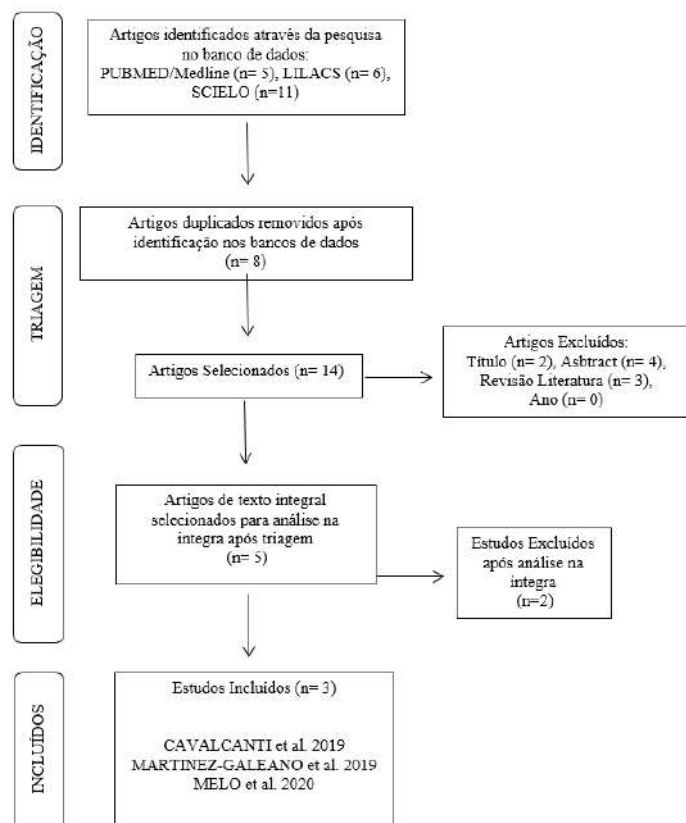 IDENTIFICAÇÃO
Artigos identificados através da pesquisa
no banco de dados:
PUBMED/Medline (n= 5), LILACS (n= 6),
SCIELO (n=11)
TRIAGEM
Artigos duplicados removidos após
identificação nos bancos de dados
(n= 8)
Artigos Selecionados (n= 14)
Artigos Excluídos:
Título (n= 2), Asbtract (n= 4),
Revisão Literatura (n= 3),
Ano (n= 0)
ELEGIBILIDADE
Artigos de texto integral
selecionados para análise na
integra após triagem
(n= 5)
Estudos Excluídos
após análise na
íntegra
(n=2)
INCLUÍDOS
Estudos Incluídos (n= 3)
CAVALCANTI et al. 2019
MARTINEZ-GALEANO et al. 2019
MELO et al. 2020